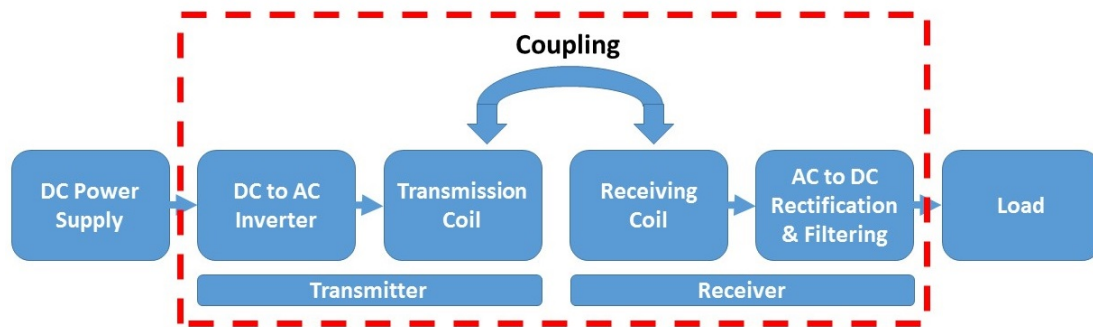 Coupling
DC Power
Supply
DC to AC
Inverter
Transmission
Coil
Receiving
Coil
AC to DC
Rectification
& Filtering
Load
Transmitter
Receiver